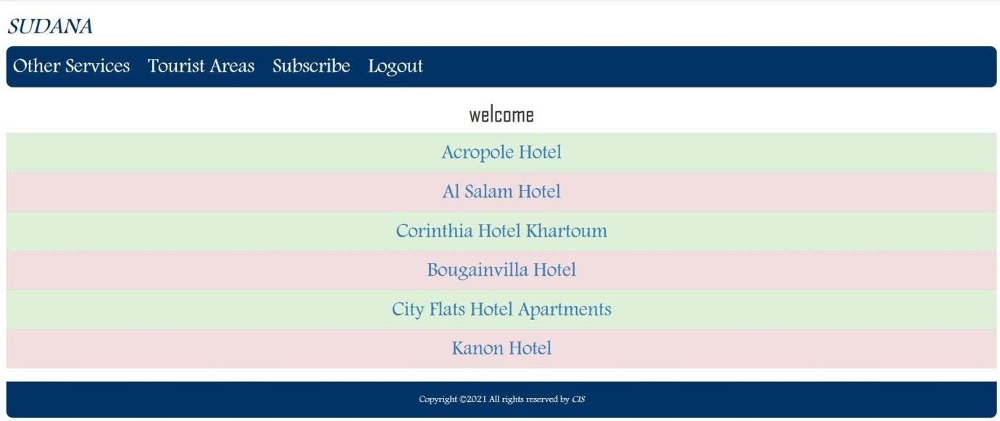 SUDANA
Other Services Tourist Areas Subscribe Logout
welcome
Acropole Hotel
Al Salam Hotel
Corinthia Hotel Khartoum
Bougainvilla Hotel
City Flats Hotel Apartments
Kanon Hotel
Copyright ©2021 All rights reserved by CIS